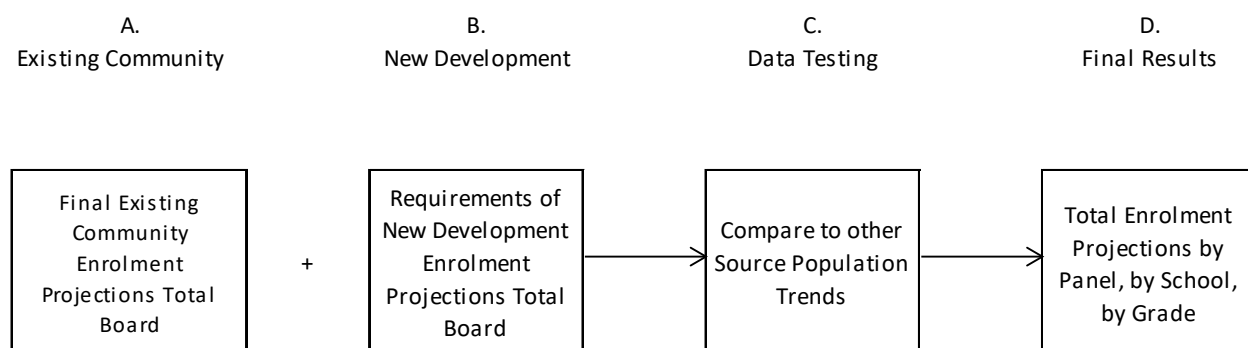 A.
Existing Community
B.
New Development
C.
Data Testing
D.
Final Results
Final Existing
Community
Enrolment
Projections Total
Board
+
Requirements of
New Development
Enrolment
Projections Total
Board
Compare to other
Source Population
Trends
Total Enrolment
Projections by
Panel, by School,
by Grade